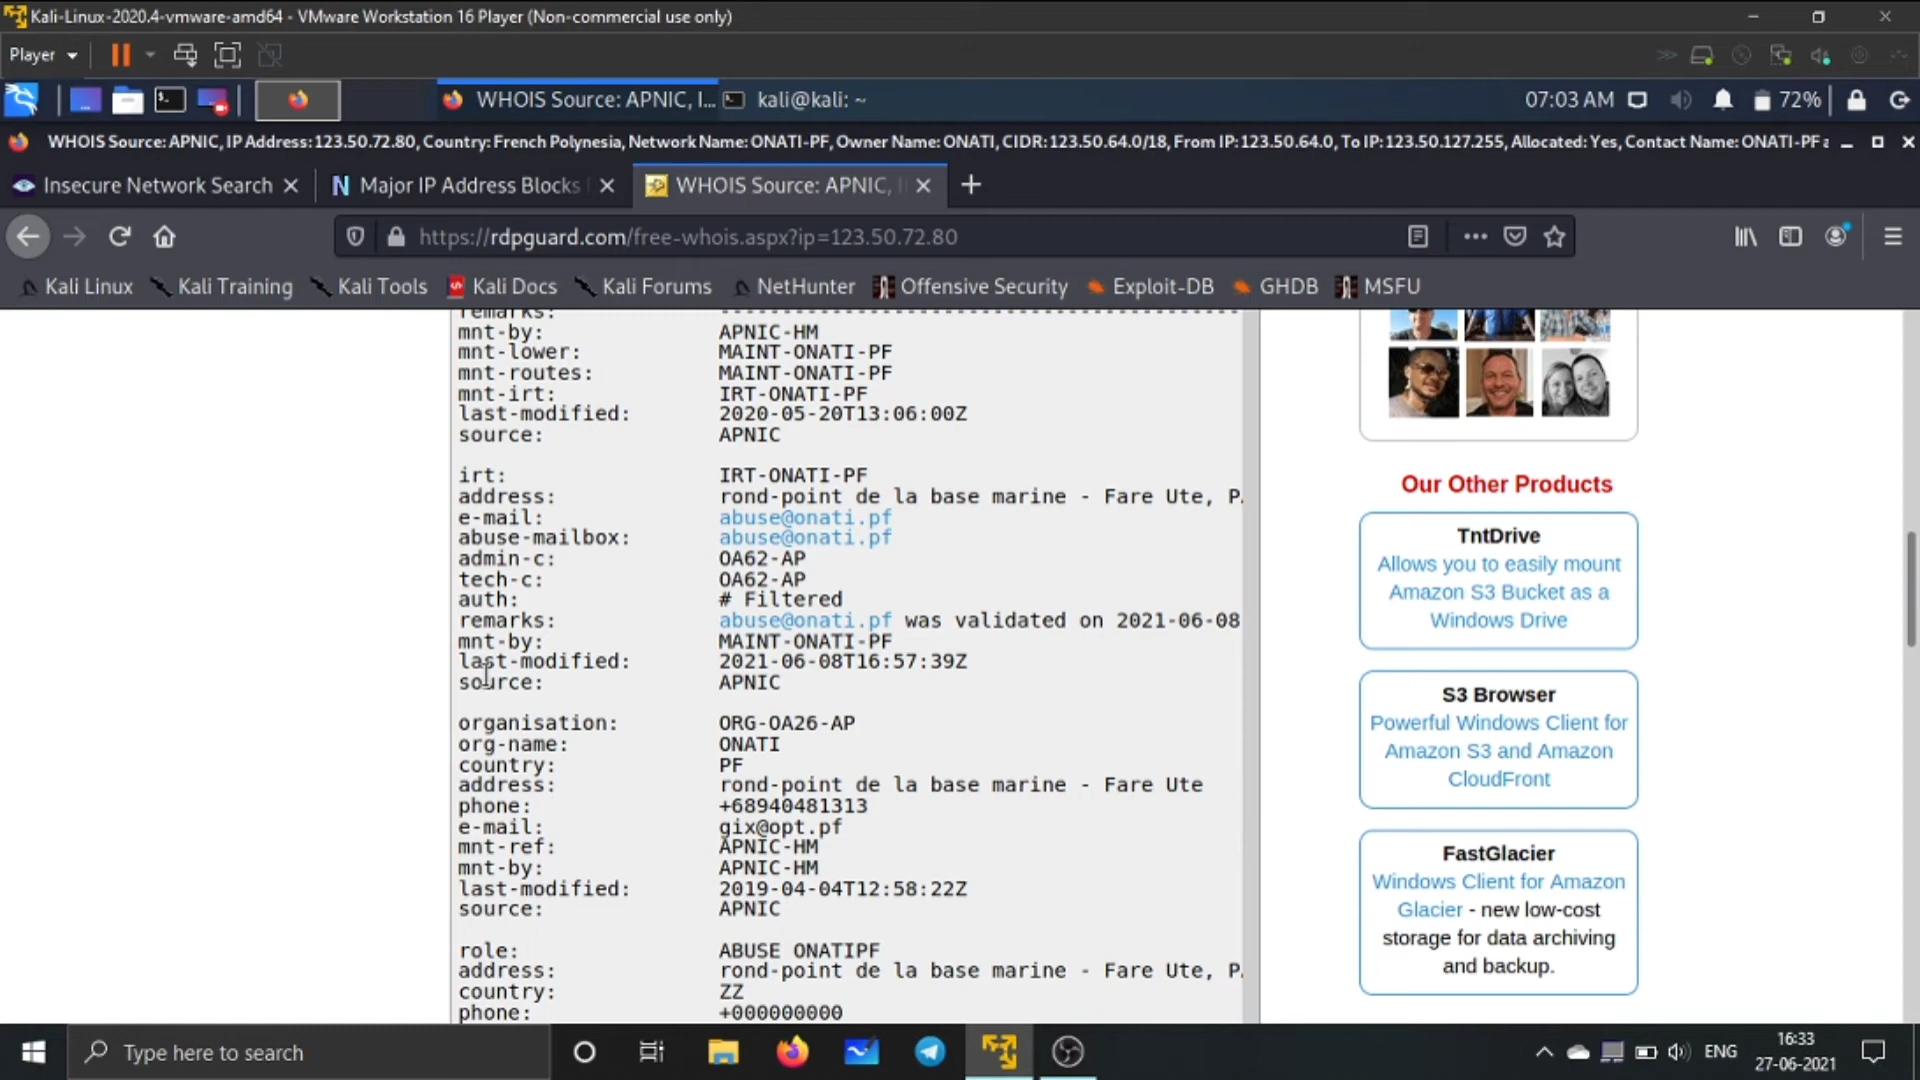 Kali-Linux-2020.4-vmware-amd64 - VMware Workstation 16 Player (Non-commercial use only)
Player
WHOIS Source: APNIC, I...
kali@kali: ~
07:03 AM
72%
WHOIS Source: APNIC, IP Address: 123.50.72.80, Country: French Polynesia, Network Name: ONATI-PF, Owner Name: ONATI, CIDR: 123.50.64.0/18, From IP: 123.50.64.0, To IP: 123.50.127.255, Allocated: Yes, Contact Name: ONATI-PF
Insecure Network Search
Major IP Address Blocks
WHOIS Source: APNIC,
https://rdpguard.com/free-whois.aspx?ip=123.50.72.80
Kali Linux
Kali Training
Kali Tools
Kali Docs
Kali Forums
NetHunter
Offensive Security
Exploit-DB
GHDB
MSFU
remarks:
mnt-by: APNIC-HM
mnt-lower: MAINT-ONATI-PF
mnt-routes: MAINT-ONATI-PF
mnt-irt: IRT-ONATI-PF
last-modified: 2020-05-20T13:06:00Z
source: APNIC
irt: IRT-ONATI-PF
address: rond-point de la base marine - Fare Ute,
e-mail: abuse@onati.pf
abuse-mailbox: abuse@onati.pf
admin-c: OA62-AP
tech-c: OA62-AP
auth: # Filtered
remarks: abuse@onati.pf was validated on 2021-06-08
mnt-by: MAINT-ONATI-PF
last-modified: 2021-06-08T16:57:39Z
source: APNIC
organisation: ORG-OA26-AP
org-name: ONATI
country: PF
address: rond-point de la base marine - Fare Ute
phone: +68940481313
e-mail: gix@opt.pf
mnt-ref: APNIC-HM
mnt-by: APNIC-HM
last-modified: 2019-04-04T12:58:22Z
source: APNIC
role: ABUSE ONATIPF
address: rond-point de la base marine - Fare Ute,
country: ZZ
phone: +000000000
Our Other Products
TntDrive
Allows you to easily mount
Amazon S3 Bucket as a
Windows Drive
S3 Browser
Powerful Windows Client for
Amazon S3 and Amazon
CloudFront
FastGlacier
Windows Client for Amazon
Glacier - new low-cost
storage for data archiving
and backup.
Type here to search
ENG
16:33
27-06-2021